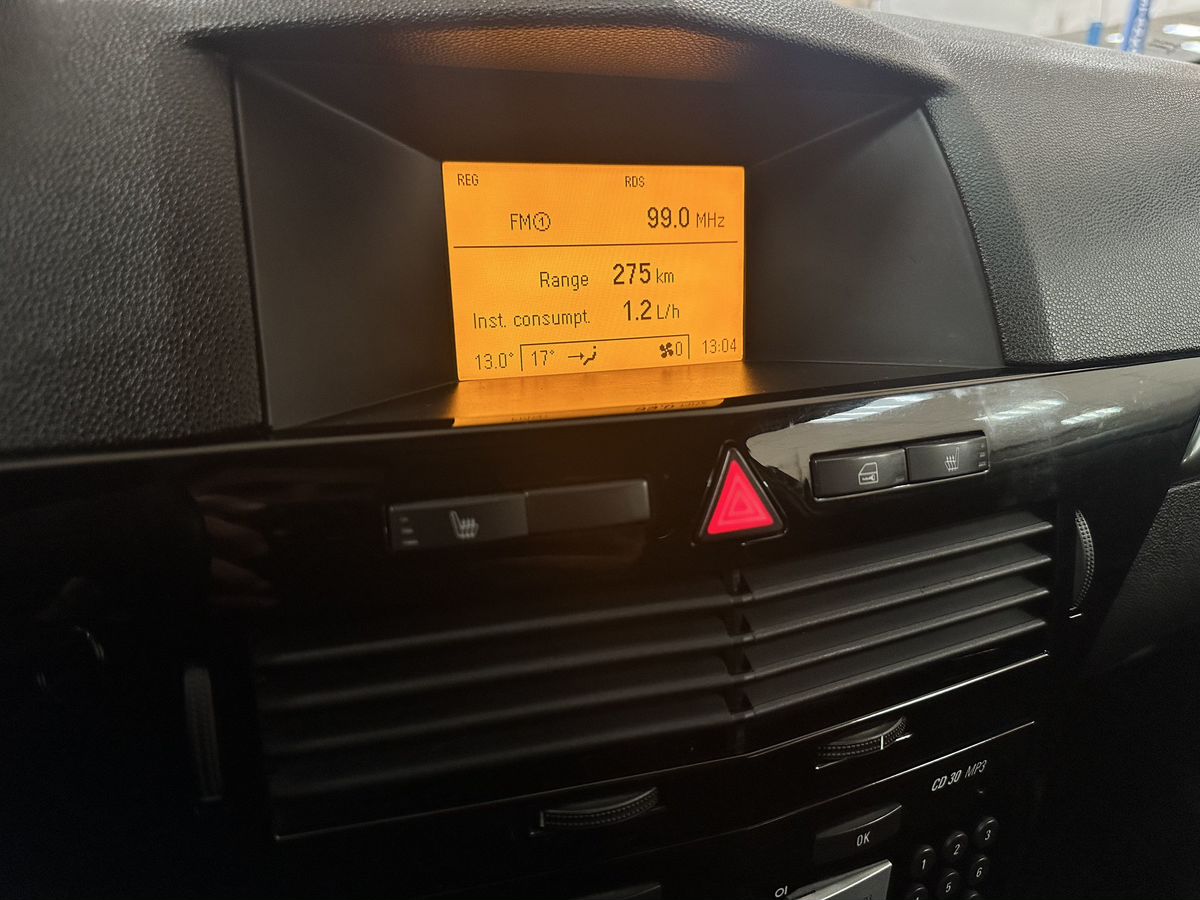 REG RDS
FM① 99.0 MHz
Range 275 km
Inst. consumpt. 1.2 L/h
13.0° 17° 0 13:04
CD 30 MP3
OK
1 2 3
5 6